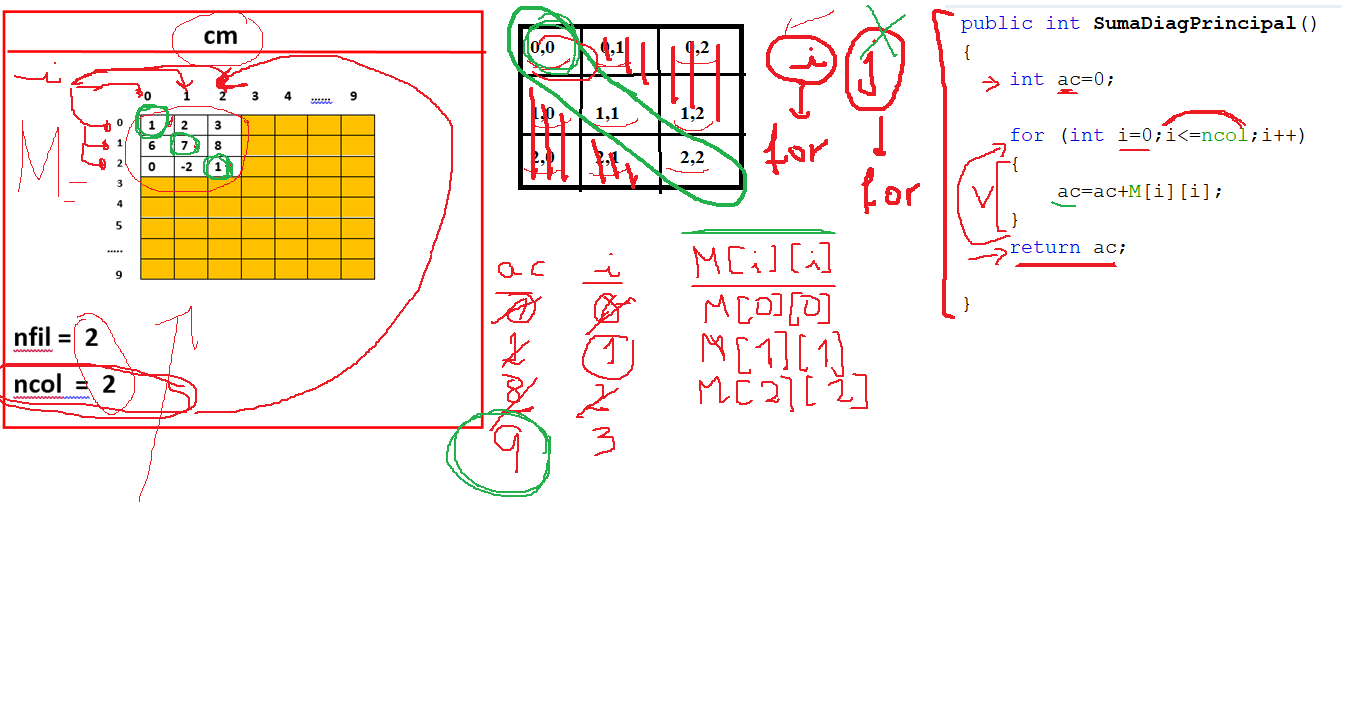 cm
i
M
0 1 2 3 4 ...... 9
0 1 2 3
1 6 7 8
2 0 -2 1
3
4
5
.....
9
nfil = 2
ncol = 2
0,0 0,1 0,2
1,0 1,1 1,2
2,0 2,1 2,2
i
for
for
ac i M[i][i]
0 0 M[0][0]
1 1 M[1][1]
8 2 M[2][2]
9 3
public int SumaDiagPrincipal()
{
int ac=0;
for (int i=0;i<=ncol;i++)
{
V
ac=ac+M[i][i];
}
return ac;
}